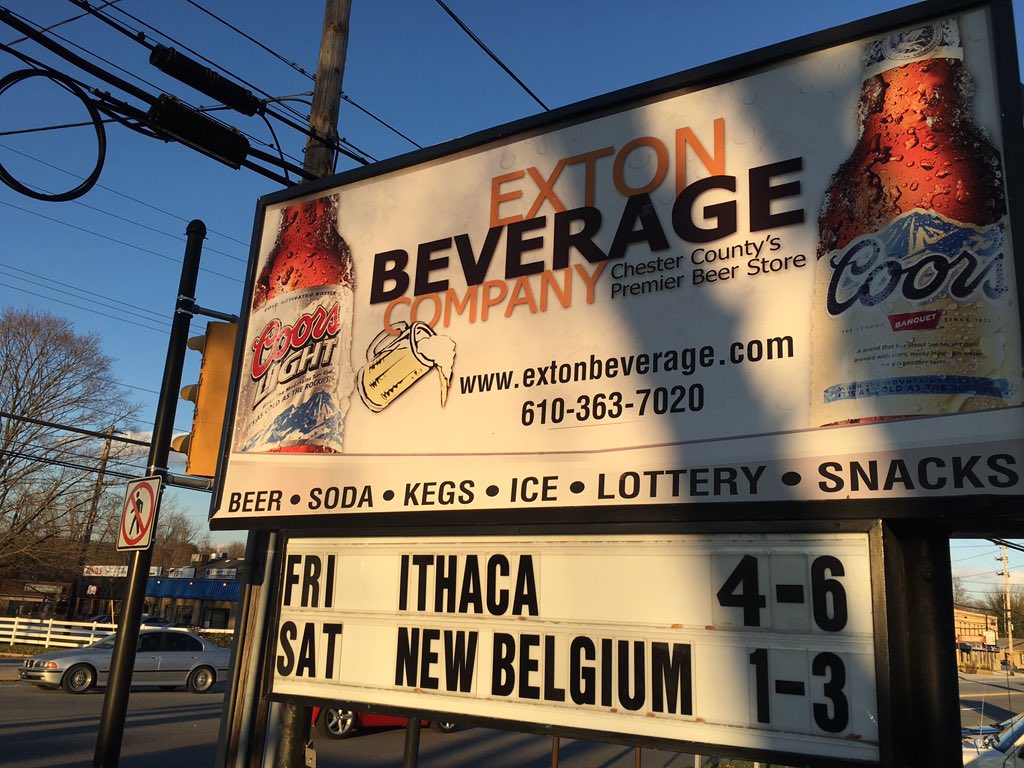 EXTON
BEVERAGE
COMPANY
Chester County's
Premier Beer Store
www.extonbeverage.com
610-363-7020
Coors
LIGHT
Coors
BANQUET
BEER • SODA • KEGS • ICE • LOTTERY • SNACKS
FRI ITHACA 4-6
SAT NEW BELGIUM 1-3